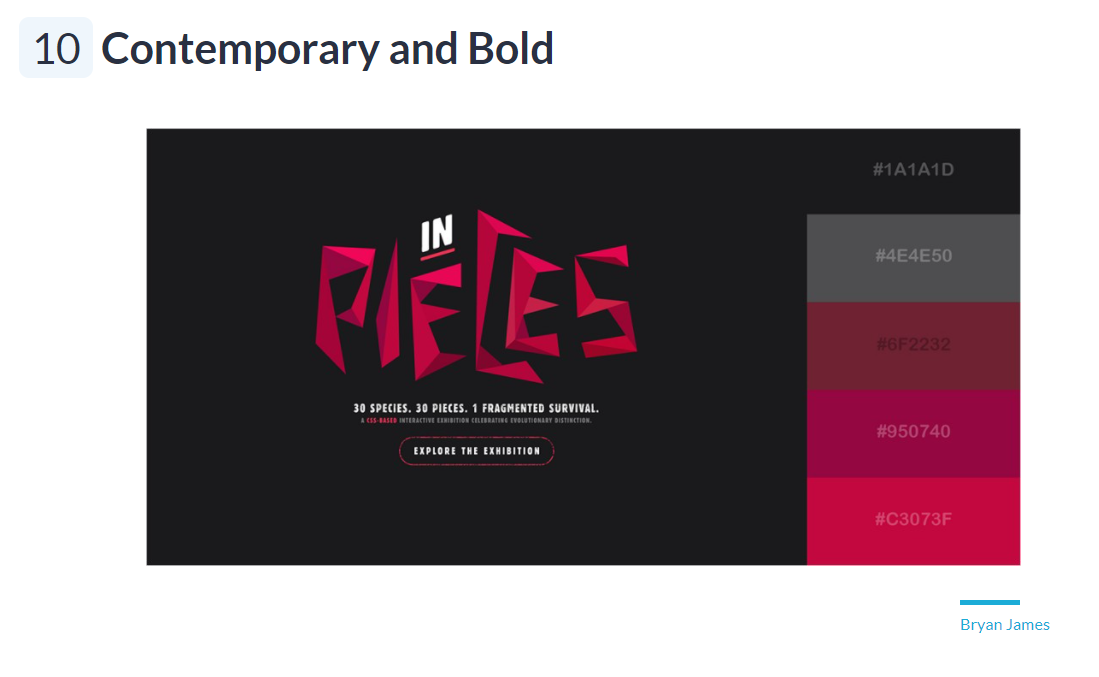 10 Contemporary and Bold
IN
PIECES
30 SPECIES. 30 PIECES. 1 FRAGMENTED SURVIVAL.
A CSS-BASED INTERACTIVE EXHIBITION CELEBRATING EVOLUTIONARY DISTINCTION.
EXPLORE THE EXHIBITION
#1A1A1D
#4E4E50
#6F2232
#950740
#C3073F
Bryan James